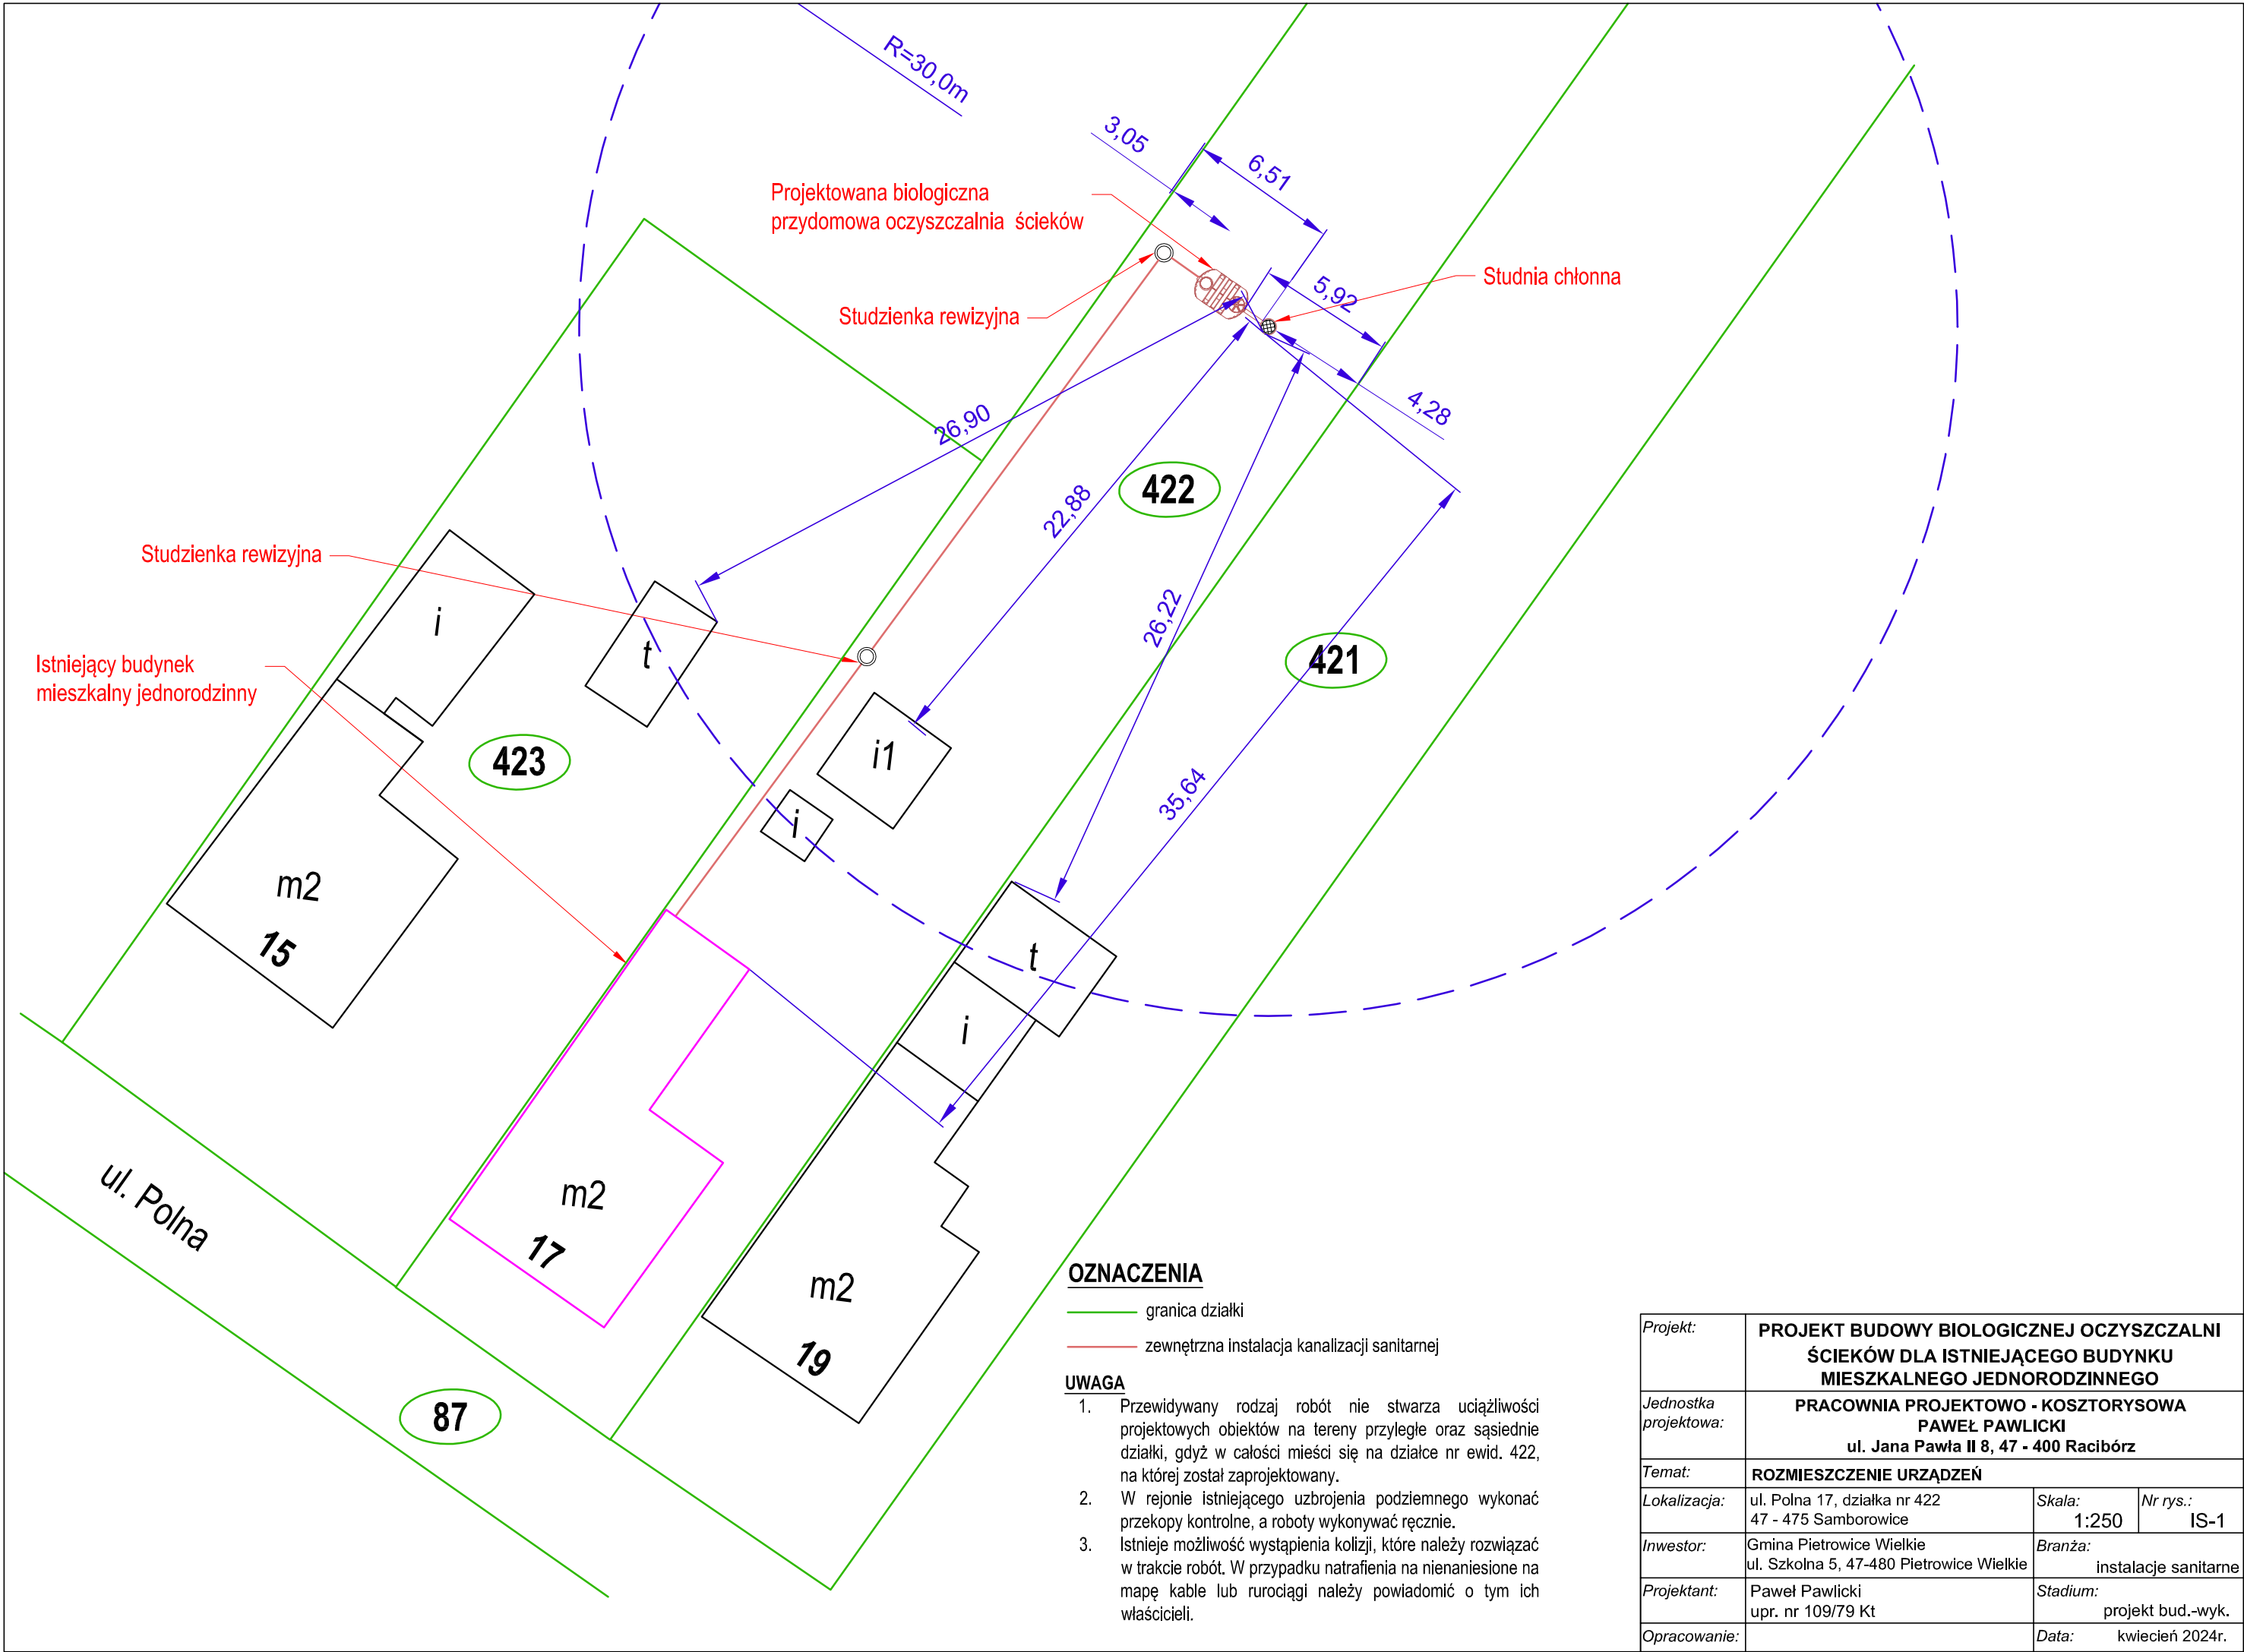 R=30,0m
3,05
6,51
Projektowana biologiczna
przydomowa oczyszczalnia ścieków
Studzienka rewizyjna
Studnia chłonna
5,92
4,28
26,90
22,88
422
26,22
421
35,64
Studzienka rewizyjna
Istniejący budynek
mieszkalny jednorodzinny
i
t
423
i1
i
m2
15
t
i
m2
17
m2
19
ul. Polna
87
OZNACZENIA
granica działki
zewnętrzna instalacja kanalizacji sanitarnej
UWAGA
1. Przewidywany rodzaj robót nie stwarza uciążliwości
projektowych obiektów na tereny przyległe oraz sąsiednie
działki, gdyż w całości mieści się na działce nr ewid. 422,
na której został zaprojektowany.
2. W rejonie istniejącego uzbrojenia podziemnego wykonać
przekopy kontrolne, a roboty wykonywać ręcznie.
3. Istnieje możliwość wystąpienia kolizji, które należy rozwiązać
w trakcie robót. W przypadku natrafienia na nienaniesione na
mapę kable lub rurociągi należy powiadomić o tym ich
właścicieli.
Projekt: PROJEKT BUDOWY BIOLOGICZNEJ OCZYSZCZALNI
ŚCIEKÓW DLA ISTNIEJĄCEGO BUDYNKU
MIESZKALNEGO JEDNORODZINNEGO
Jednostka
projektowa:
PRACOWNIA PROJEKTOWO - KOSZTORYSOWA
PAWEŁ PAWLICKI
ul. Jana Pawła II 8, 47 - 400 Racibórz
Temat: ROZMIESZCZENIE URZĄDZEŃ
Lokalizacja: ul. Polna 17, działka nr 422
47 - 475 Samborowice
Skala:
1:250
Nr rys.:
IS-1
Inwestor: Gmina Pietrowice Wielkie
ul. Szkolna 5, 47-480 Pietrowice Wielkie
Branża:
instalacje sanitarne
Projektant: Paweł Pawlicki
upr. nr 109/79 Kt
Stadium:
projekt bud.-wyk.
Opracowanie:
Data: kwiecień 2024r.